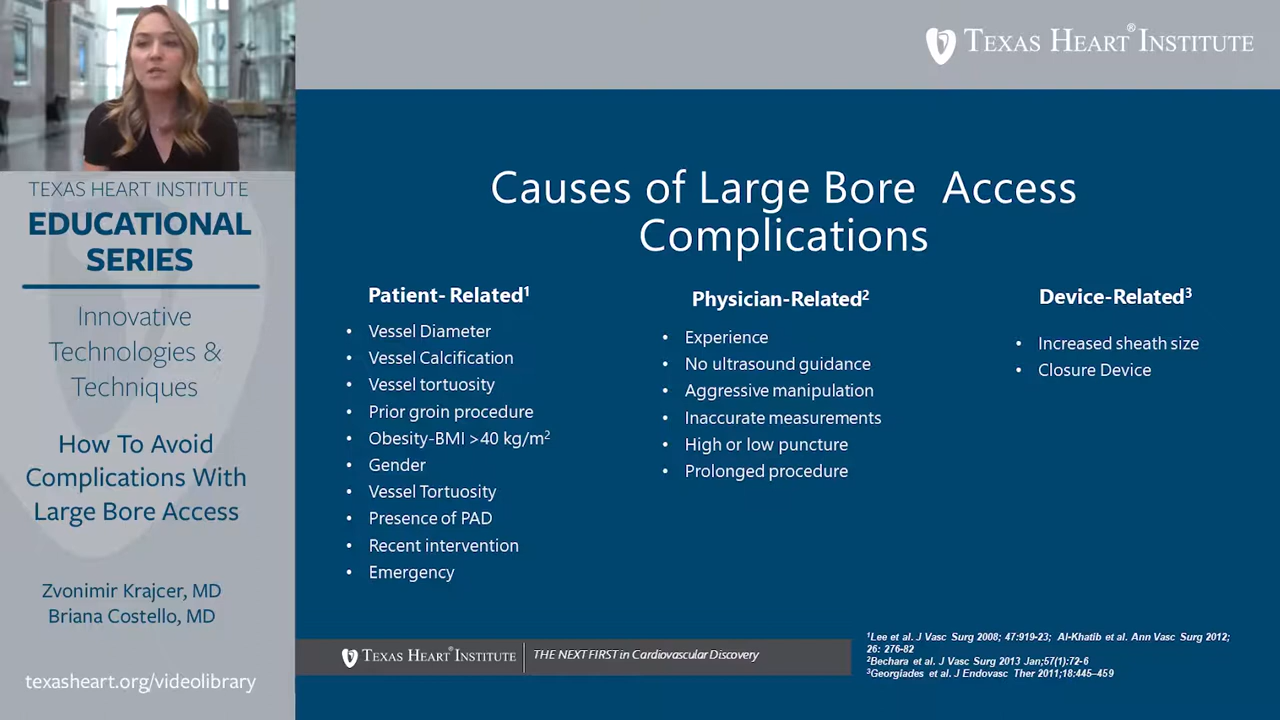 TEXAS HEART® INSTITUTE
TEXAS HEART INSTITUTE
EDUCATIONAL
SERIES
Innovative
Technologies &
Techniques
How To Avoid
Complications With
Large Bore Access
Zvonimir Krajcer, MD
Briana Costello, MD
texasheart.org/videolibrary
Causes of Large Bore  Access
Complications
Patient- Related¹
• Vessel Diameter
• Vessel Calcification
• Vessel tortuosity
• Prior groin procedure
• Obesity-BMI >40 kg/m²
• Gender
• Vessel Tortuosity
• Presence of PAD
• Recent intervention
• Emergency
Physician-Related²
• Experience
• No ultrasound guidance
• Aggressive manipulation
• Inaccurate measurements
• High or low puncture
• Prolonged procedure
Device-Related³
• Increased sheath size
• Closure Device
TEXAS HEART® INSTITUTE
THE NEXT FIRST in Cardiovascular Discovery
¹Lee et al. J Vasc Surg 2008; 47:919-23; Al-Khatib et al. Ann Vasc Surg 2012;
26: 276-82
²Bechara et al. J Vasc Surg 2013 Jan;57(1):72-6
³Georgiades et al. J Endovasc Ther 2011;18:445–459